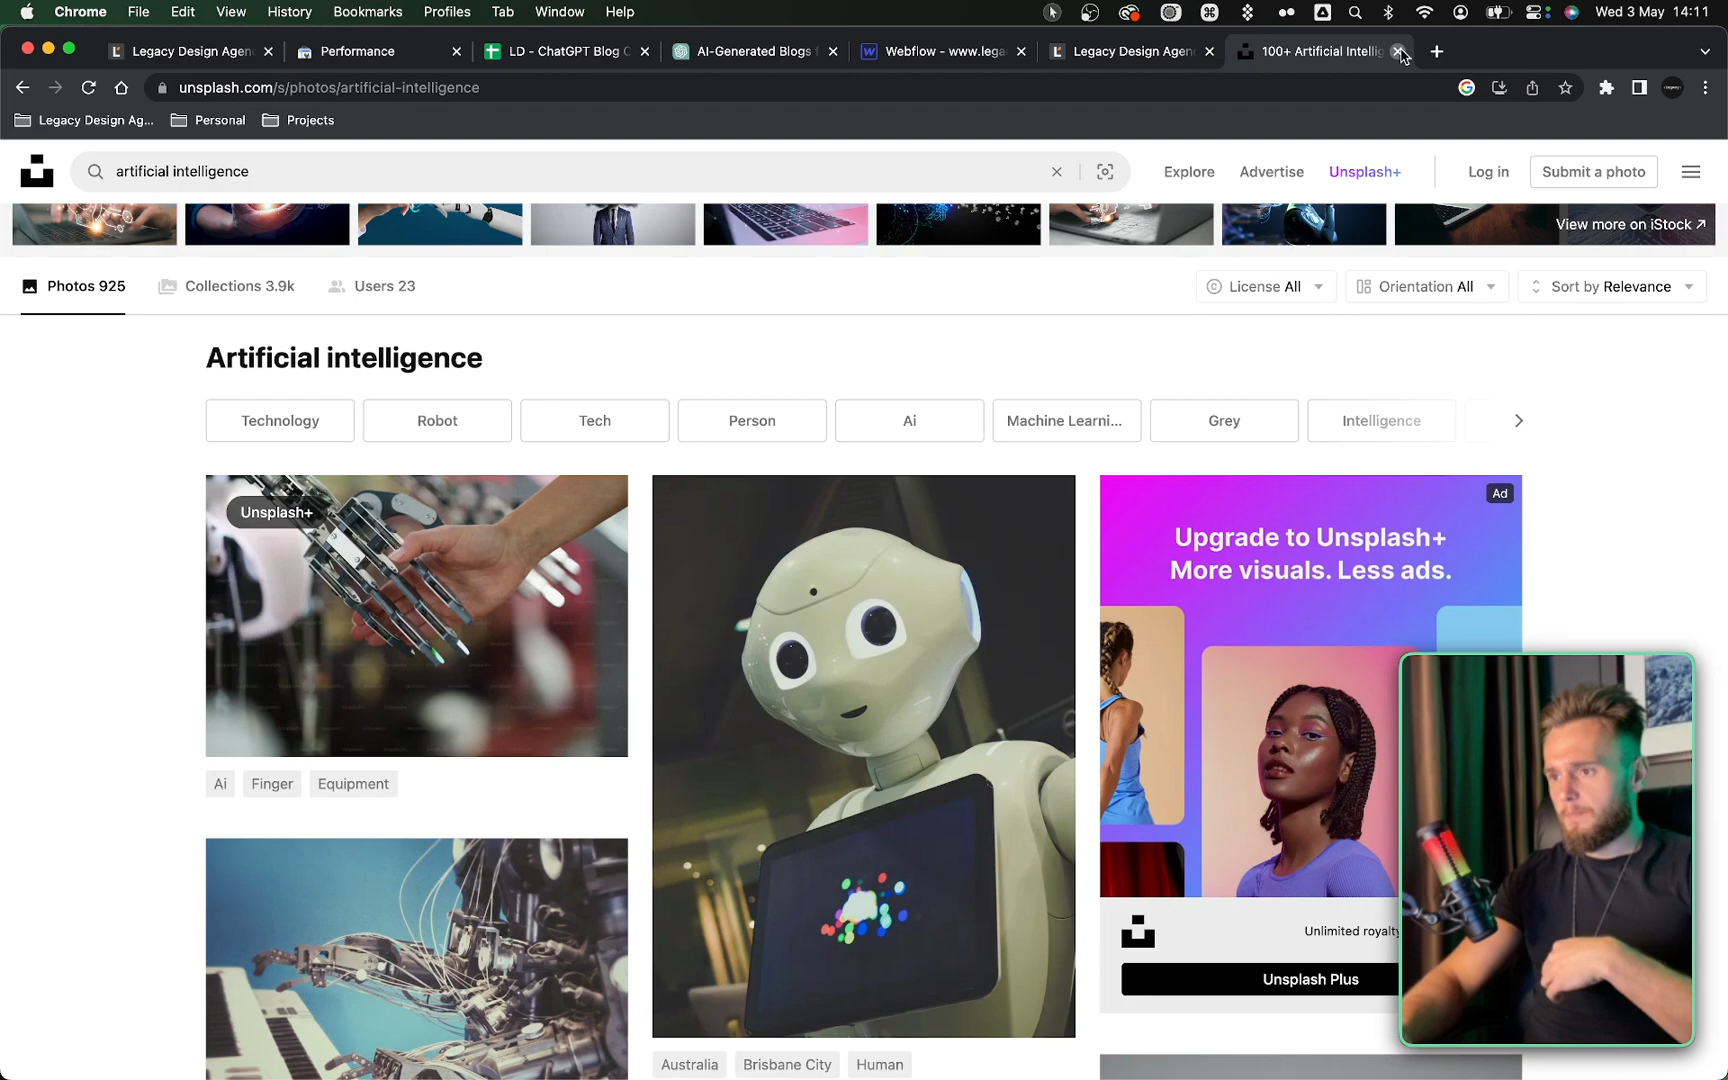 Chrome File Edit View History Bookmarks Profiles Tab Window Help Wed 3 May 14:11
Legacy Design Agen Performance LD - ChatGPT Blog C AI-Generated Blogs f Webflow - www.lega Legacy Design Agen 100+ Artificial Intellig
unsplash.com/s/photos/artificial-intelligence
Legacy Design Ag... Personal Projects
artificial intelligence Explore Advertise Unsplash+ Log in Submit a photo
View more on iStock ↗
Photos 925 Collections 3.9k Users 23 License All Orientation All Sort by Relevance
Artificial intelligence
Technology Robot Tech Person Ai Machine Learni... Grey Intelligence
Unsplash+
Ad
Upgrade to Unsplash+
More visuals. Less ads.
Ai Finger Equipment
Unlimited royalty
Unsplash Plus
Australia Brisbane City Human